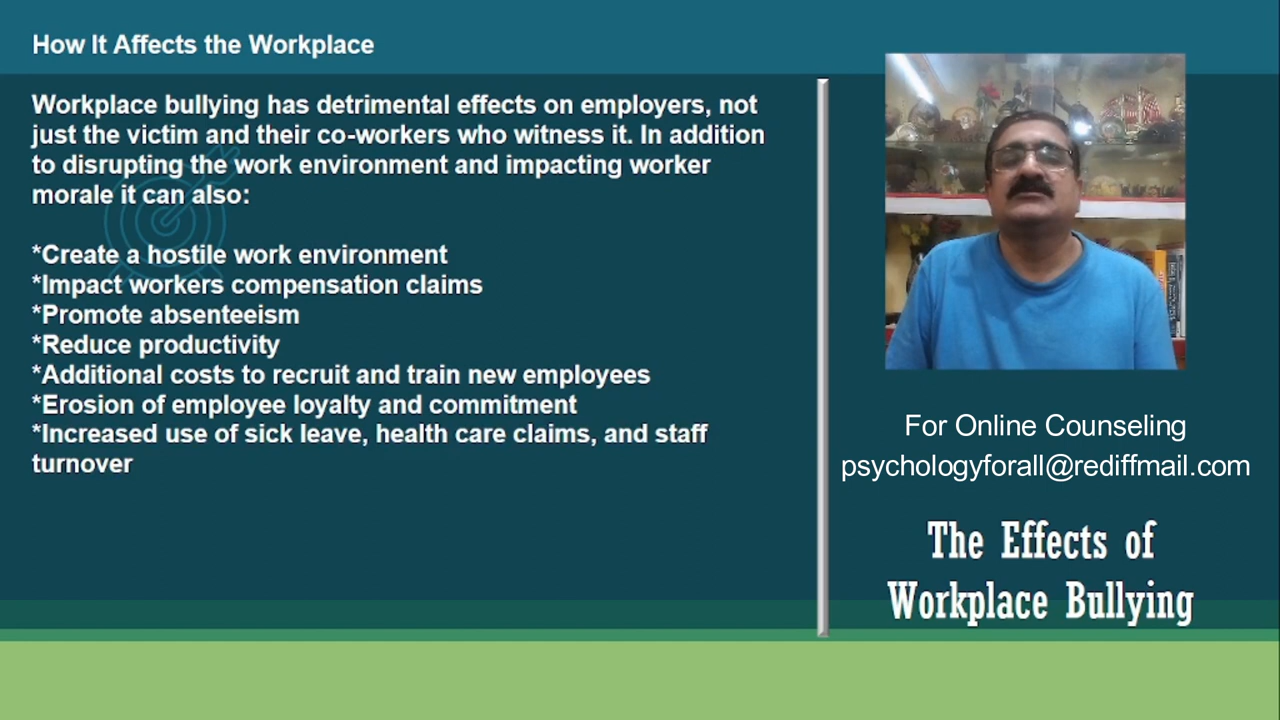 How It Affects the Workplace
Workplace bullying has detrimental effects on employers, not
just the victim and their co-workers who witness it. In addition
to disrupting the work environment and impacting worker
morale it can also:
*Create a hostile work environment
*Impact workers compensation claims
*Promote absenteeism
*Reduce productivity
*Additional costs to recruit and train new employees
*Erosion of employee loyalty and commitment
*Increased use of sick leave, health care claims, and staff
turnover
For Online Counseling
psychologyforall@rediffmail.com
The Effects of
Workplace Bullying